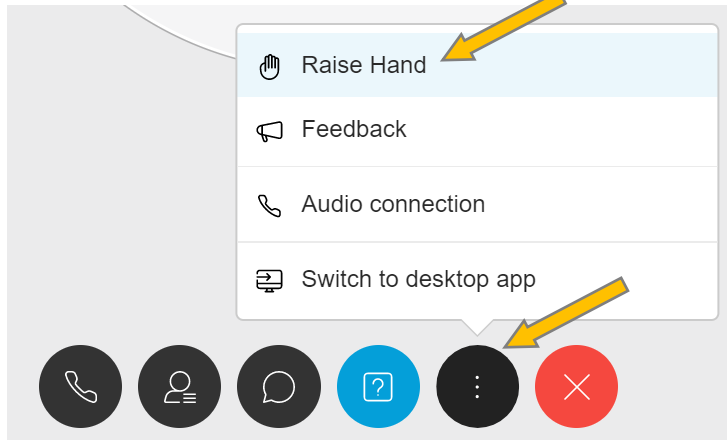 Raise Hand
Feedback
Audio connection
Switch to desktop app
?